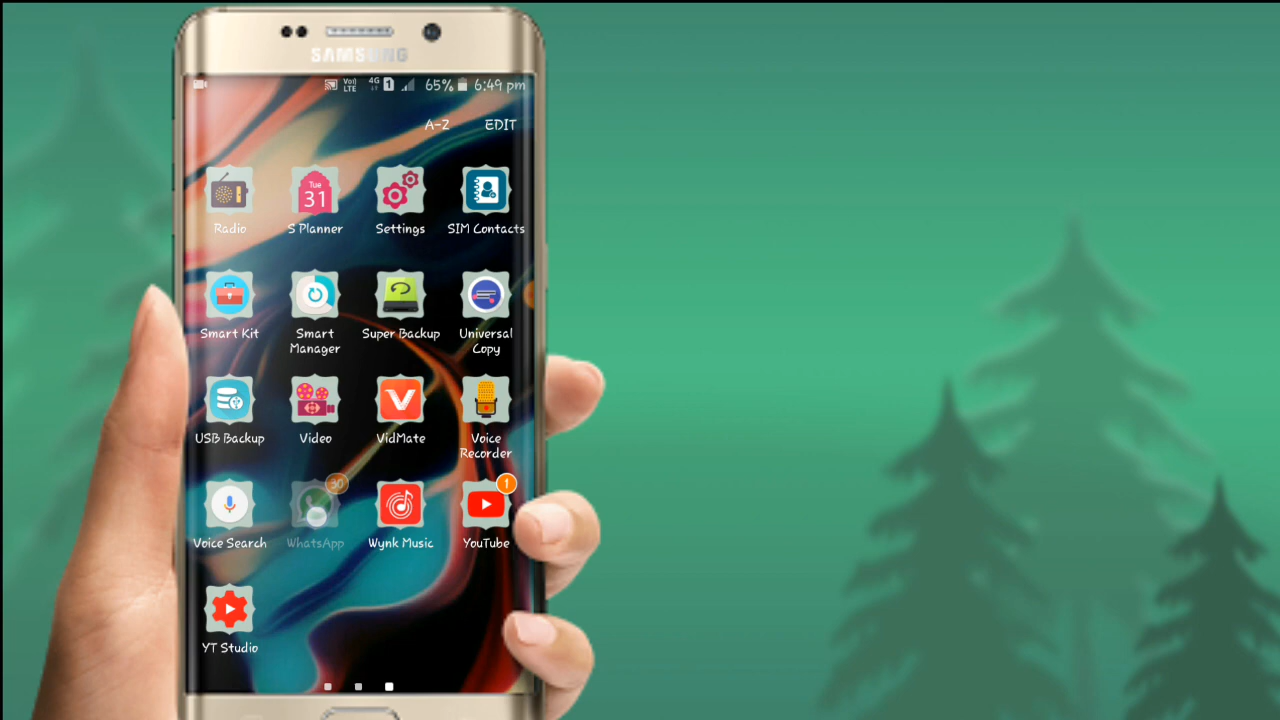 SAMSUNG
VoLTE 4G 1 65% 6:49 pm
A-Z EDIT
Tue
31
Radio S Planner Settings SIM Contacts
Smart Kit Smart Manager Super Backup Universal Copy
USB Backup Video VidMate Voice Recorder
30 1
Voice Search WhatsApp Wynk Music YouTube
YT Studio